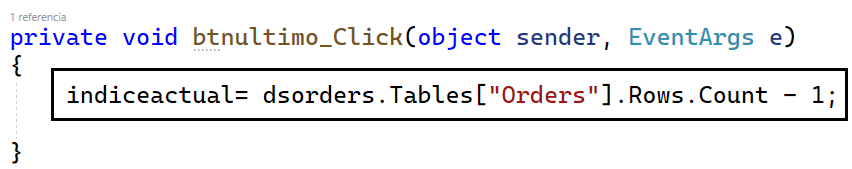 1 referencia
private void btnultimo_Click(object sender, EventArgs e)
{
indiceactual= dsorders.Tables["Orders"].Rows.Count - 1;
}